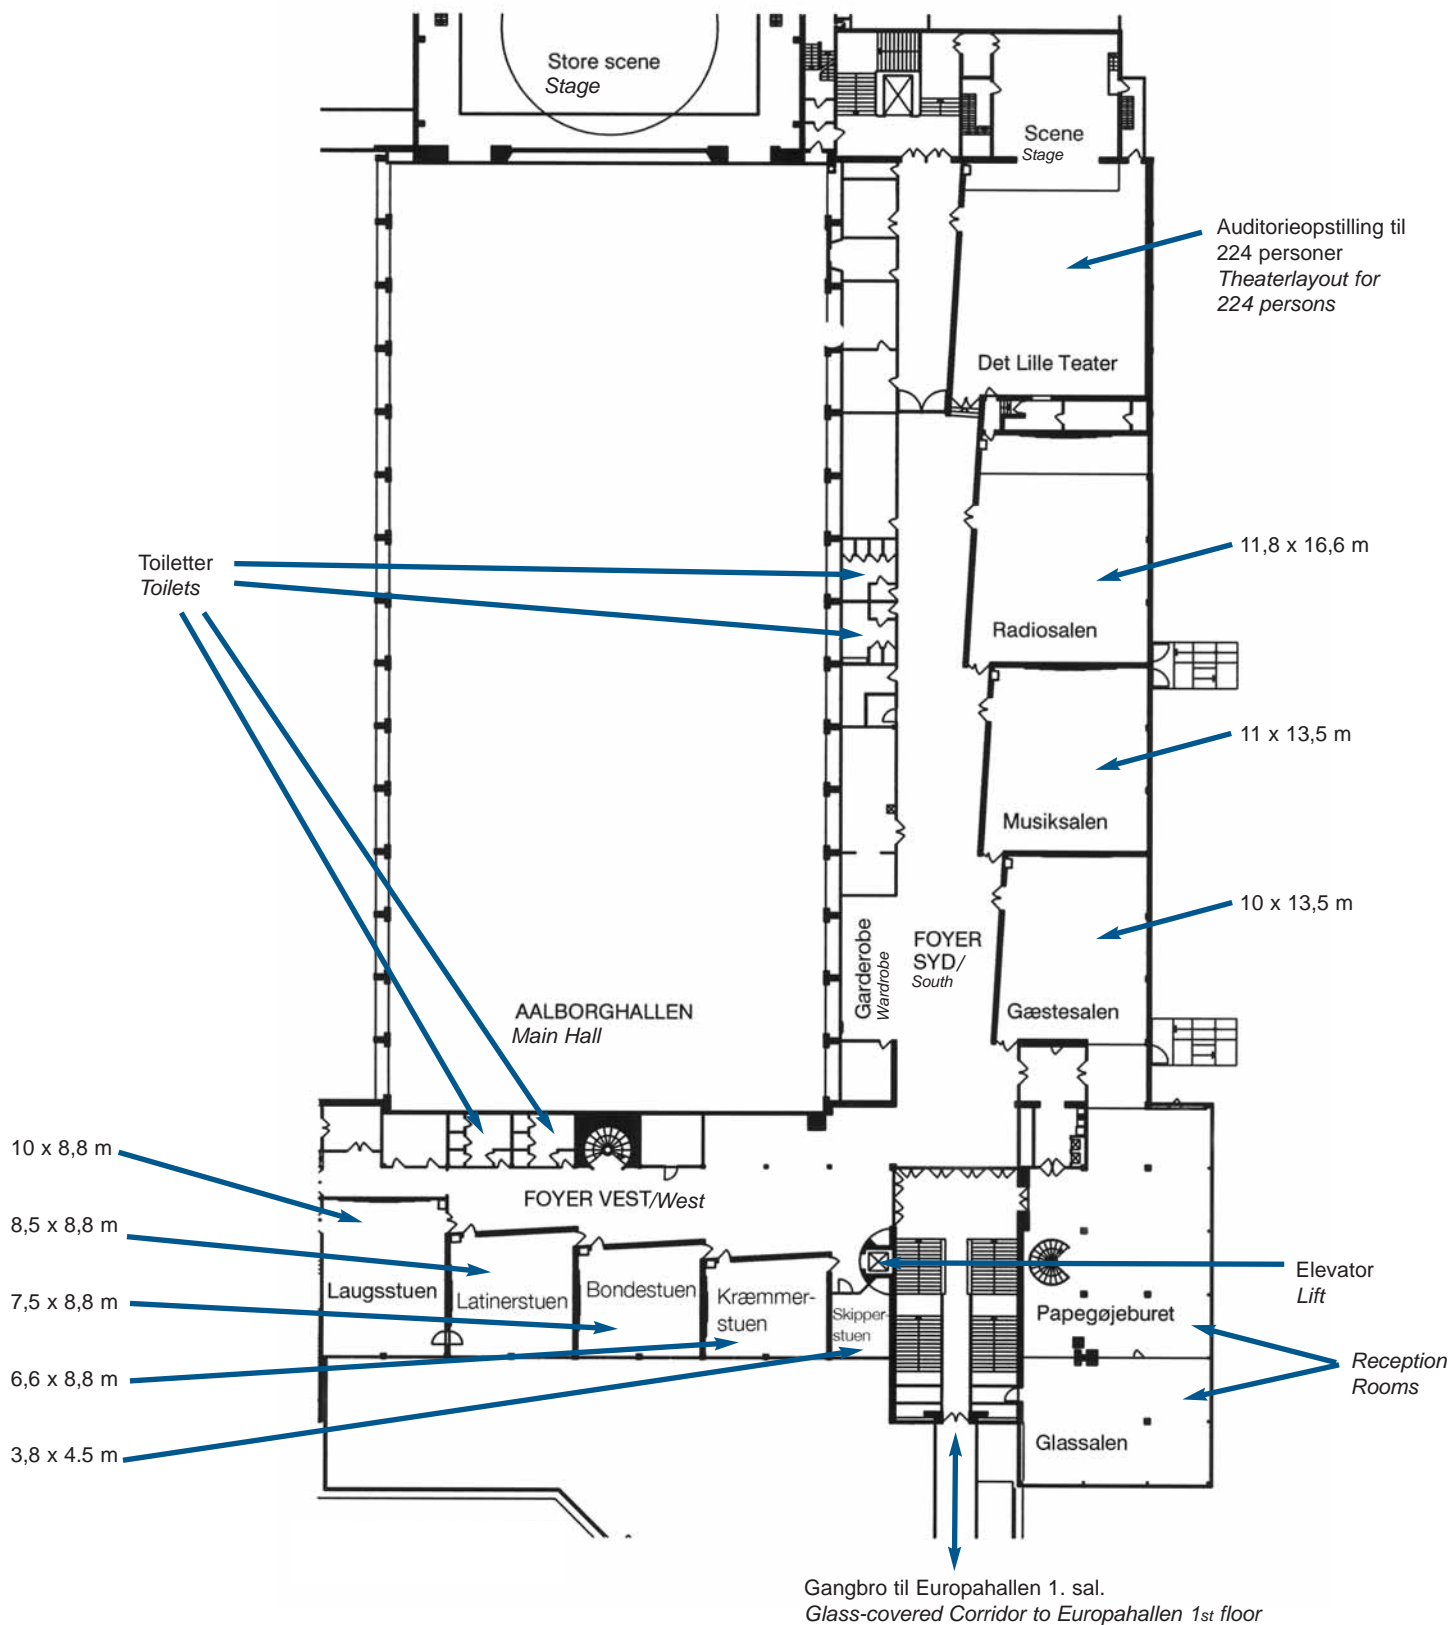 Store scene
Stage
Scene
Stage
Auditorieopstilling til
224 personer
Theaterlayout for
224 persons
Det Lille Teater
11,8 x 16,6 m
Toiletter
Toilets
Radiosalen
11 x 13,5 m
Musiksalen
10 x 13,5 m
Garderobe
Wardrobe
FOYER
SYD/
South
Gæstesalen
AALBORGHALLEN
Main Hall
10 x 8,8 m
FOYER VEST/West
8,5 x 8,8 m
7,5 x 8,8 m
6,6 x 8,8 m
3,8 x 4.5 m
Laugsstuen
Latinerstuen
Bondestuen
Kræmmer-
stuen
Skipper-
stuen
Elevator
Lift
Papegøjeburet
Reception
Rooms
Glassalen
Gangbro til Europahallen 1. sal.
Glass-covered Corridor to Europahallen 1st floor